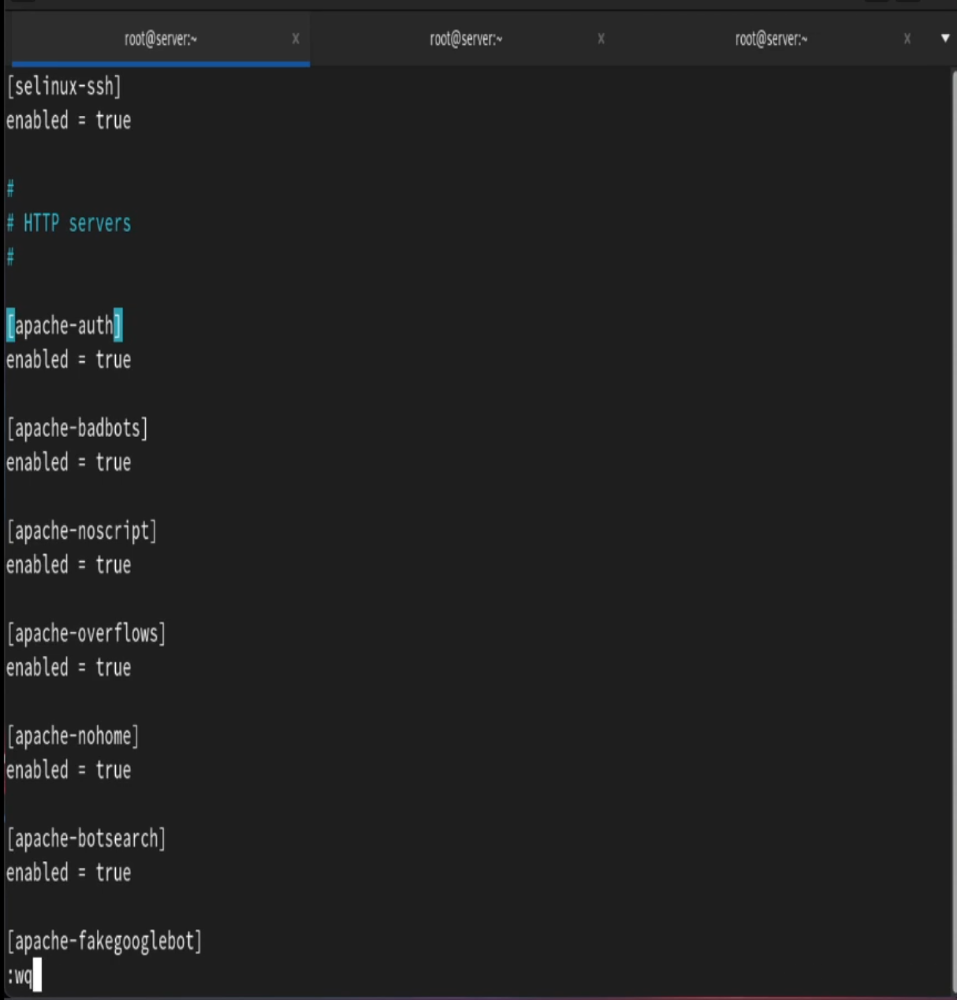 root@server:~ x root@server:~ x root@server:~ x
[selinux-ssh]
enabled = true
#
# HTTP servers
#
[apache-auth]
enabled = true
[apache-badbots]
enabled = true
[apache-noscript]
enabled = true
[apache-overflows]
enabled = true
[apache-nohome]
enabled = true
[apache-botsearch]
enabled = true
[apache-fakegooglebot]
:wq